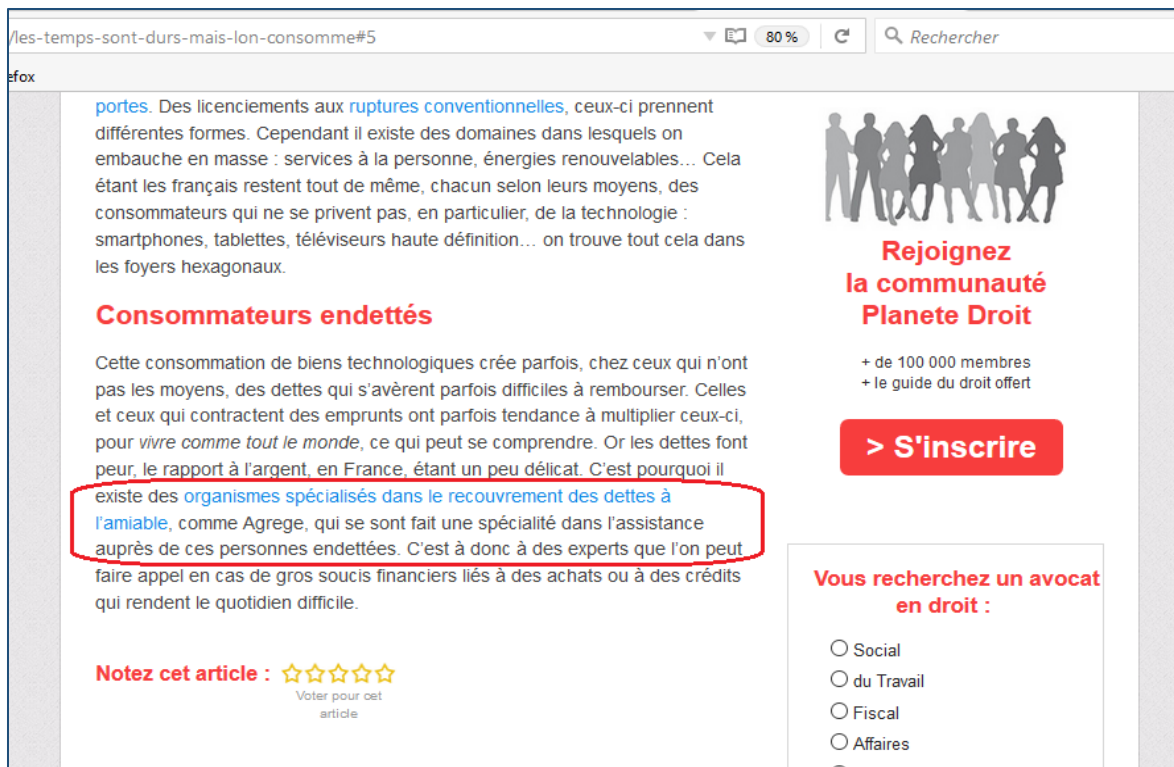 /les-temps-sont-durs-mais-lon-consomme#5
80 %
Rechercher
efox
portes. Des licenciements aux ruptures conventionnelles, ceux-ci prennent
différentes formes. Cependant il existe des domaines dans lesquels on
embauche en masse : services à la personne, énergies renouvelables… Cela
étant les français restent tout de même, chacun selon leurs moyens, des
consommateurs qui ne se privent pas, en particulier, de la technologie :
smartphones, tablettes, téléviseurs haute définition… on trouve tout cela dans
les foyers hexagonaux.
Consommateurs endettés
Cette consommation de biens technologiques crée parfois, chez ceux qui n’ont
pas les moyens, des dettes qui s’avèrent parfois difficiles à rembourser. Celles
et ceux qui contractent des emprunts ont parfois tendance à multiplier ceux-ci,
pour vivre comme tout le monde, ce qui peut se comprendre. Or les dettes font
peur, le rapport à l’argent, en France, étant un peu délicat. C’est pourquoi il
existe des organismes spécialisés dans le recouvrement des dettes à
l’amiable, comme Agrege, qui se sont fait une spécialité dans l’assistance
auprès de ces personnes endettées. C’est à donc à des experts que l’on peut
faire appel en cas de gros soucis financiers liés à des achats ou à des crédits
qui rendent le quotidien difficile.
Notez cet article :
Voter pour cet
article
Rejoignez
la communauté
Planete Droit
+ de 100 000 membres
+ le guide du droit offert
> S'inscrire
Vous recherchez un avocat
en droit :
Social
du Travail
Fiscal
Affaires